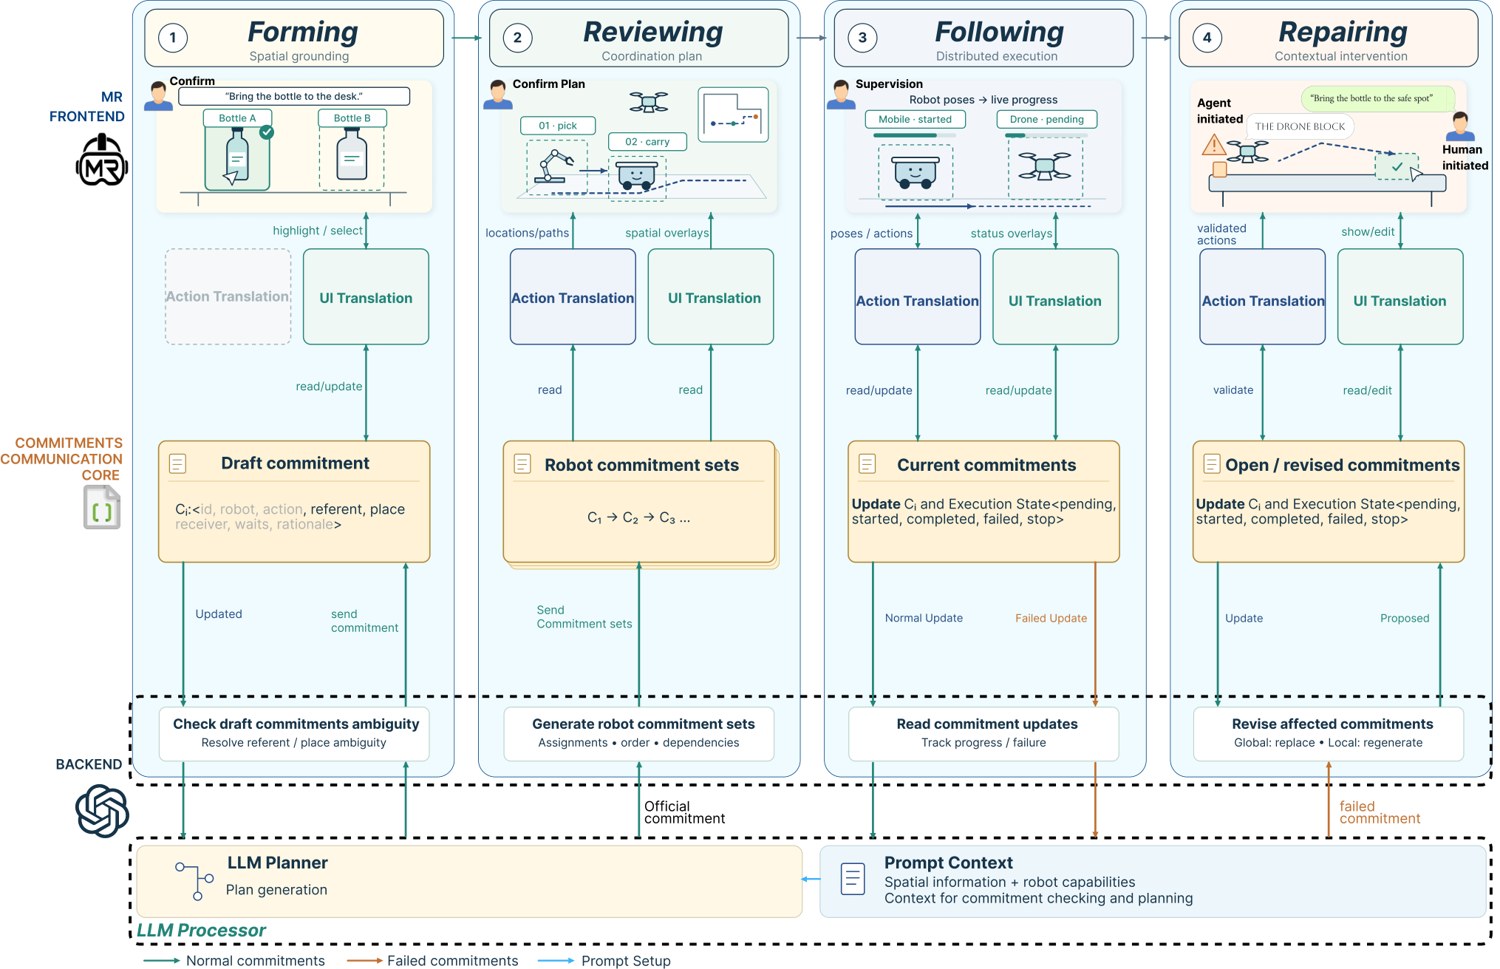 1
Forming
Spatial grounding
2
Reviewing
Coordination plan
3
Following
Distributed execution
4
Repairing
Contextual intervention
MR
FRONTEND
MR
Confirm
“Bring the bottle to the desk.”
Bottle A
Bottle B
Confirm Plan
01 · pick
02 · carry
Supervision
Robot poses → live progress
Mobile · started
Drone · pending
Agent
initiated
“Bring the bottle to the safe spot”
THE DRONE BLOCK
Human
initiated
highlight / select
locations/paths
spatial overlays
poses / actions
status overlays
validated
actions
show/edit
Action Translation
UI Translation
Action Translation
UI Translation
Action Translation
UI Translation
Action Translation
UI Translation
read/update
read
read
read/update
read/update
validate
read/edit
COMMITMENTS
COMMUNICATION
CORE
Draft commitment
Cᵢ:<id, robot, action, referent, place
receiver, waits, rationale>
Robot commitment sets
C₁ → C₂ → C₃ ...
Current commitments
Update Cᵢ and Execution State<pending,
started, completed, failed, stop>
Open / revised commitments
Update Cᵢ and Execution State<pending,
started, completed, failed, stop>
Updated
send
commitment
Send
Commitment sets
Normal Update
Failed Update
Update
Proposed
BACKEND
Check draft commitments ambiguity
Resolve referent / place ambiguity
Generate robot commitment sets
Assignments • order • dependencies
Read commitment updates
Track progress / failure
Revise affected commitments
Global: replace • Local: regenerate
Official
commitment
failed
commitment
LLM Planner
Plan generation
Prompt Context
Spatial information + robot capabilities
Context for commitment checking and planning
LLM Processor
Normal commitments
Failed commitments
Prompt Setup